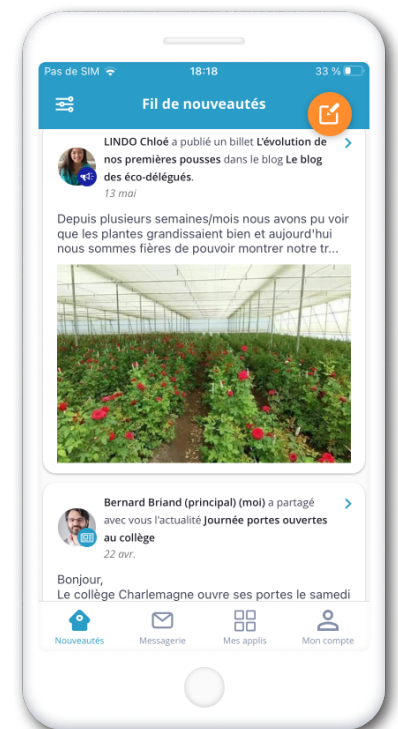 Pas de SIM 18:18 33 %
Fil de nouveautés
LINDO Chloé a publié un billet L'évolution de
nos premières pousses dans le blog Le blog
des éco-délégués.
13 mai
Depuis plusieurs semaines/mois nous avons pu voir
que les plantes grandissaient bien et aujourd'hui
nous sommes fières de pouvoir montrer notre tr...
Bernard Briand (principal) (moi) a partagé
avec vous l'actualité Journée portes ouvertes
au collège
22 avr.
Bonjour,
Le collège Charlemagne ouvre ses portes le samedi
Nouveautés Messagerie Mes applis Mon compte